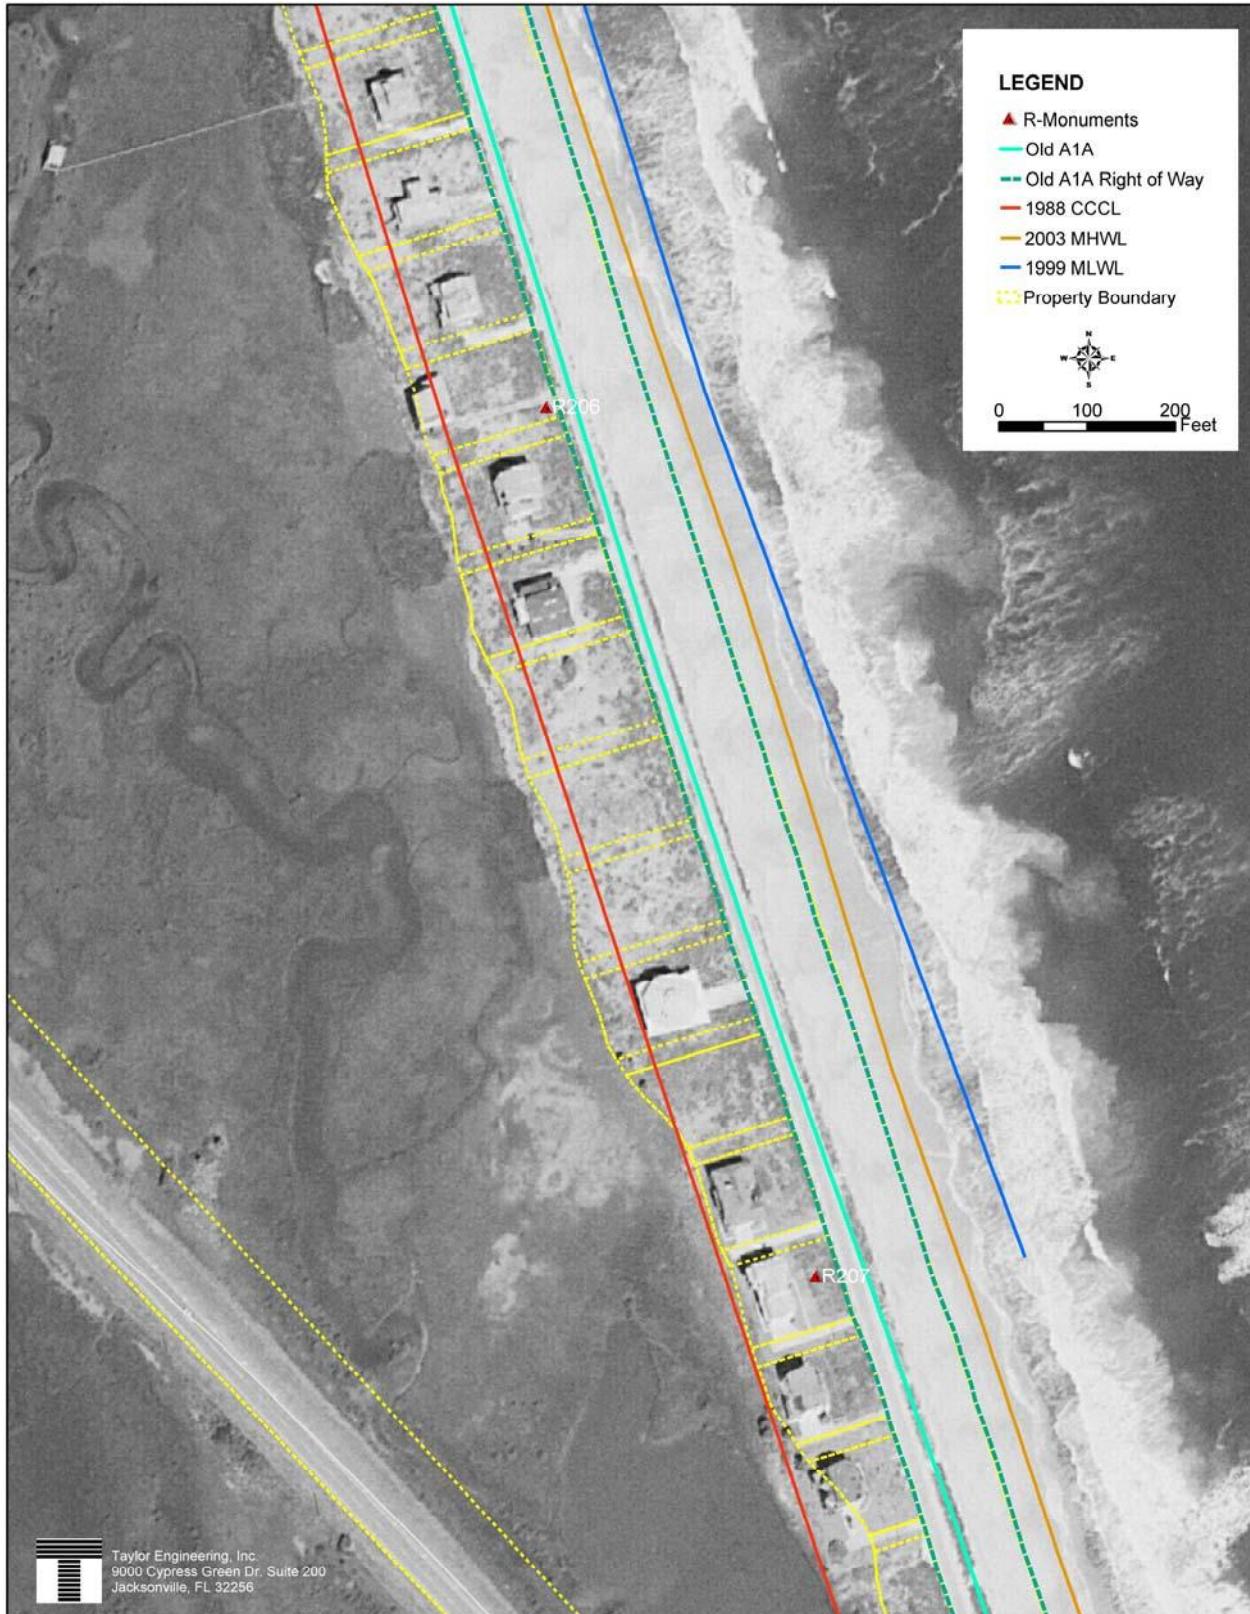 LEGEND
R-Monuments
Old A1A
Old A1A Right of Way
1988 CCCL
2003 MHWL
1999 MLWL
Property Boundary
N
W E
S
0 100 200
Feet
R206
R207
Taylor Engineering, Inc.
9000 Cypress Green Dr. Suite 200
Jacksonville, FL 32256